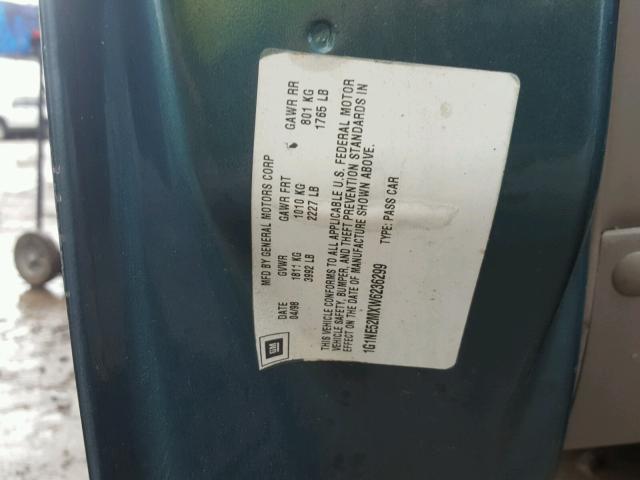 GM
MFD BY GENERAL MOTORS CORP
DATE GVWR GAWR FRT GAWR RR
04/98 1811 KG 1010 KG 801 KG
3992 LB 2227 LB 1765 LB
THIS VEHICLE CONFORMS TO ALL APPLICABLE U.S. FEDERAL MOTOR
VEHICLE SAFETY, BUMPER, AND THEFT PREVENTION STANDARDS IN
EFFECT ON THE DATE OF MANUFACTURE SHOWN ABOVE.
1G1NE52MXW6236299 TYPE: PASS CAR